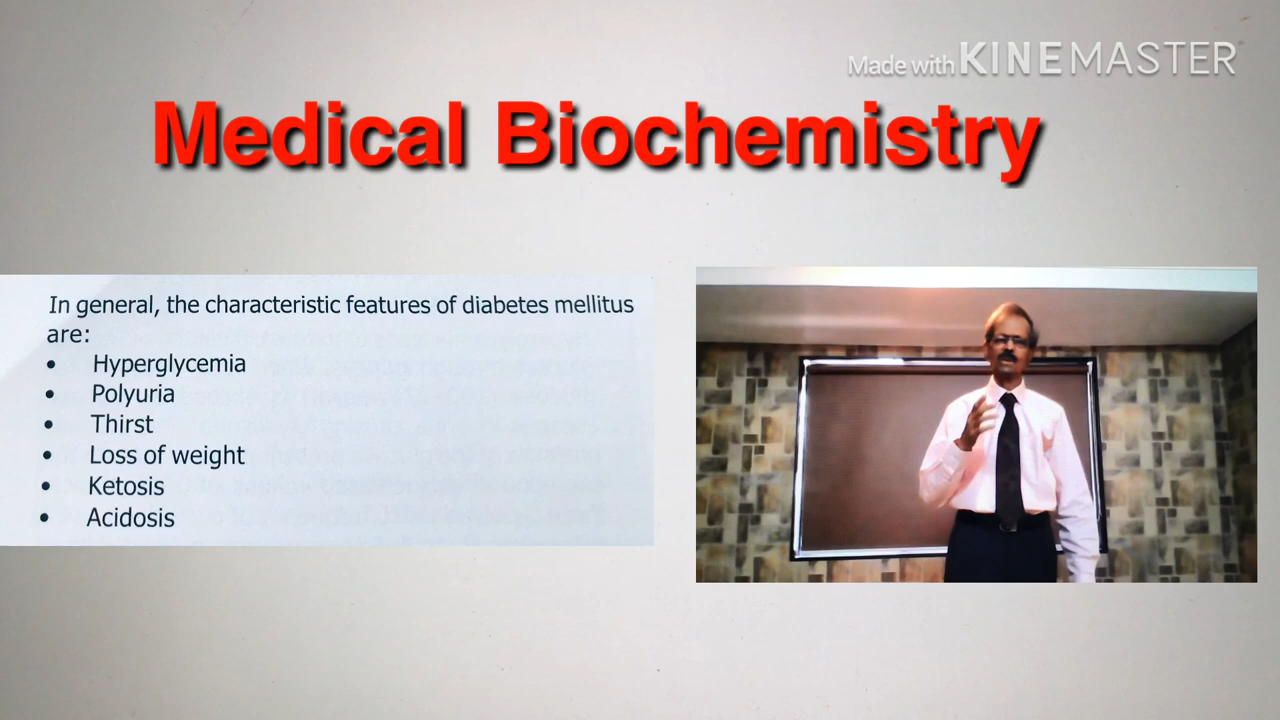 Made with KINEMASTER
Medical Biochemistry
In general, the characteristic features of diabetes mellitus
are:
• Hyperglycemia
• Polyuria
• Thirst
• Loss of weight
• Ketosis
• Acidosis